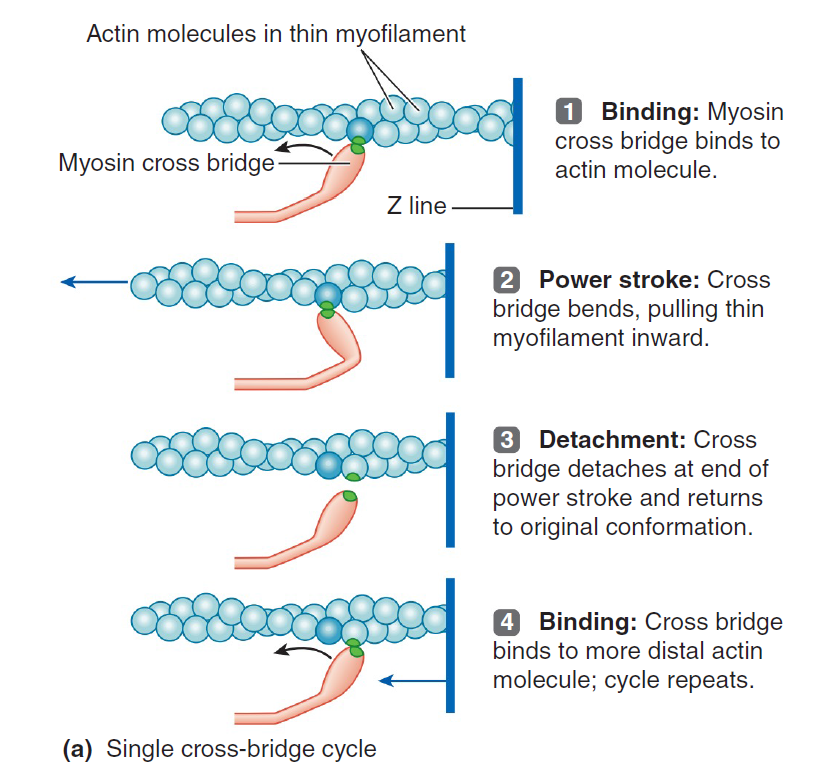 Actin molecules in thin myofilament
1 Binding: Myosin
cross bridge binds to
actin molecule.
Myosin cross bridge
Z line
2 Power stroke: Cross
bridge bends, pulling thin
myofilament inward.
3 Detachment: Cross
bridge detaches at end of
power stroke and returns
to original conformation.
4 Binding: Cross bridge
binds to more distal actin
molecule; cycle repeats.
(a) Single cross-bridge cycle